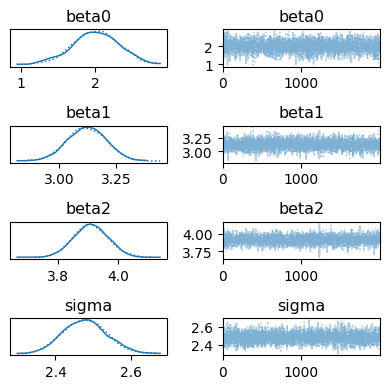 beta0 beta0
2
1
1 2 0 1000
beta1 beta1
3.25
3.00
3.00 3.25 0 1000
beta2 beta2
4.00
3.75
3.8 4.0 0 1000
sigma sigma
2.6
2.4
2.4 2.6 0 1000